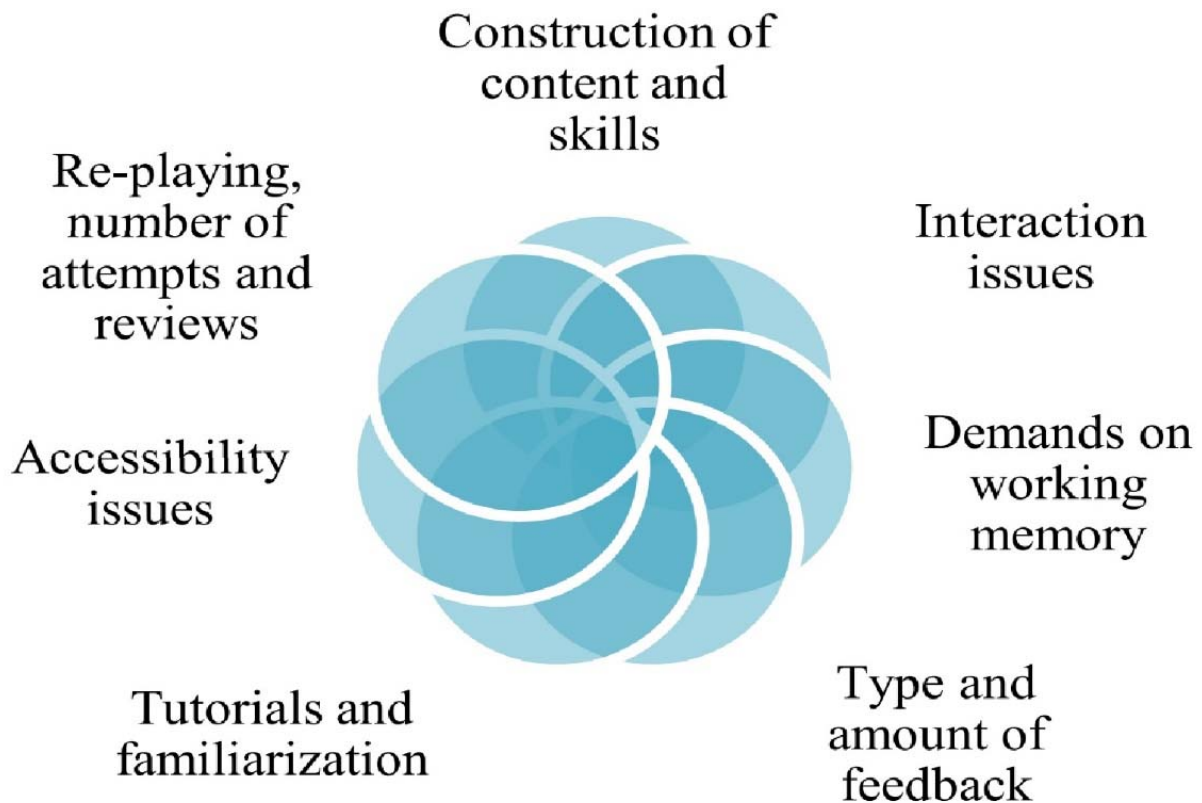 Construction of
content and
skills
Interaction
issues
Demands on
working
memory
Type and
amount of
feedback
Tutorials and
familiarization
Accessibility
issues
Re-playing,
number of
attempts and
reviews